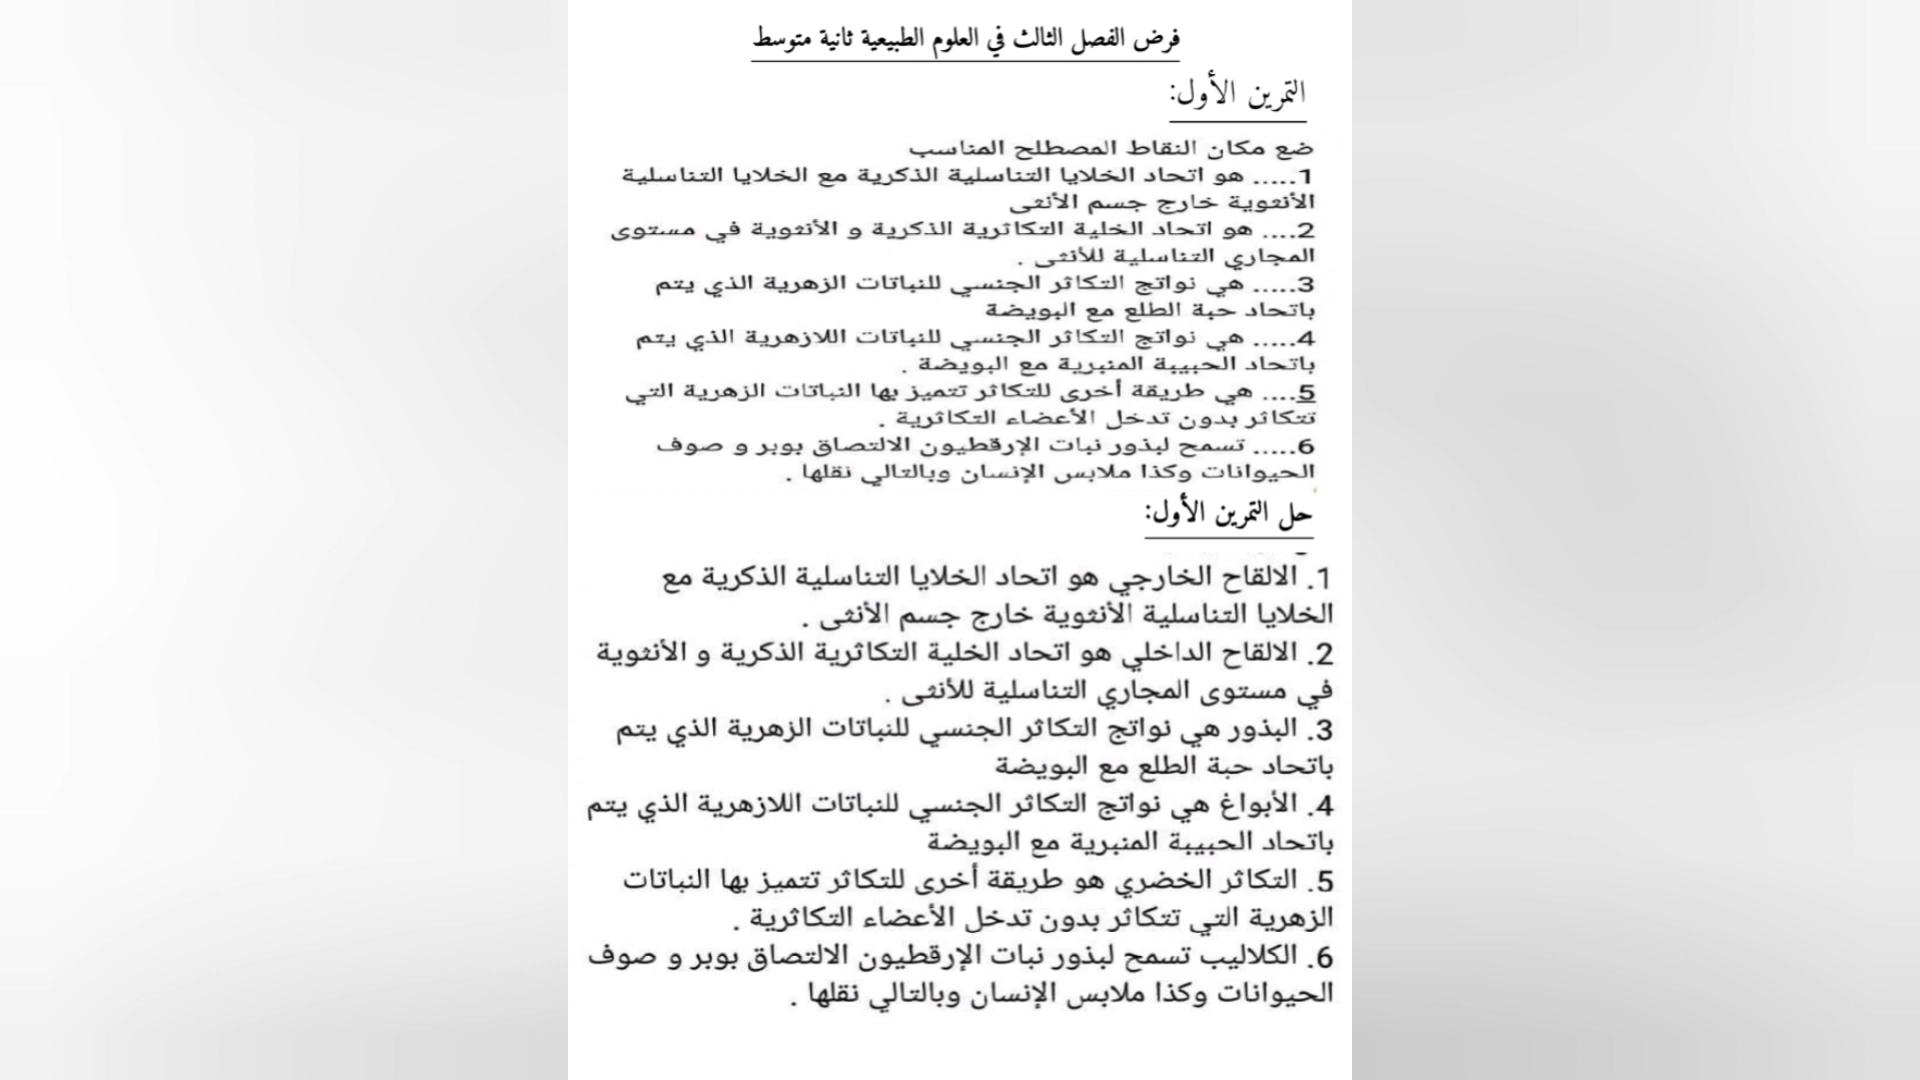 فرض الفصل الثالث في العلوم الطبيعية ثانية متوسط
التمرين الأول:
ضع مكان النقاط المصطلح المناسب
1..... هو اتحاد الخلايا التناسلية الذكرية مع الخلايا التناسلية
الأنثوية خارج جسم الأنثى
2.... هو اتحاد الخلية التكاثرية الذكرية و الأنثوية في مستوى
المجاري التناسلية للأنثى .
3..... هي نواتج التكاثر الجنسي للنباتات الزهرية الذي يتم
باتحاد حبة الطلع مع البويضة
4..... هي نواتج التكاثر الجنسي للنباتات اللازهرية الذي يتم
باتحاد الحبيبة المنبرية مع البويضة .
5.... هي طريقة أخرى للتكاثر تتميز بها النباتات الزهرية التي
تتكاثر بدون تدخل الأعضاء التكاثرية .
6..... تسمح لبذور نبات الإرقطيون الالتصاق بوبر و صوف
الحيوانات وكذا ملابس الإنسان وبالتالي نقلها .
حل التمرين الأول:
1. الالقاح الخارجي هو اتحاد الخلايا التناسلية الذكرية مع
الخلايا التناسلية الأنثوية خارج جسم الأنثى .
2. الالقاح الداخلي هو اتحاد الخلية التكاثرية الذكرية و الأنثوية
في مستوى المجاري التناسلية للأنثى .
3. البذور هي نواتج التكاثر الجنسي للنباتات الزهرية الذي يتم
باتحاد حبة الطلع مع البويضة
4. الأبواغ هي نواتج التكاثر الجنسي للنباتات اللازهرية الذي يتم
باتحاد الحبيبة المنبرية مع البويضة
5. التكاثر الخضري هو طريقة أخرى للتكاثر تتميز بها النباتات
الزهرية التي تتكاثر بدون تدخل الأعضاء التكاثرية .
6. الكلاليب تسمح لبذور نبات الإرقطيون الالتصاق بوبر و صوف
الحيوانات وكذا ملابس الإنسان وبالتالي نقلها .